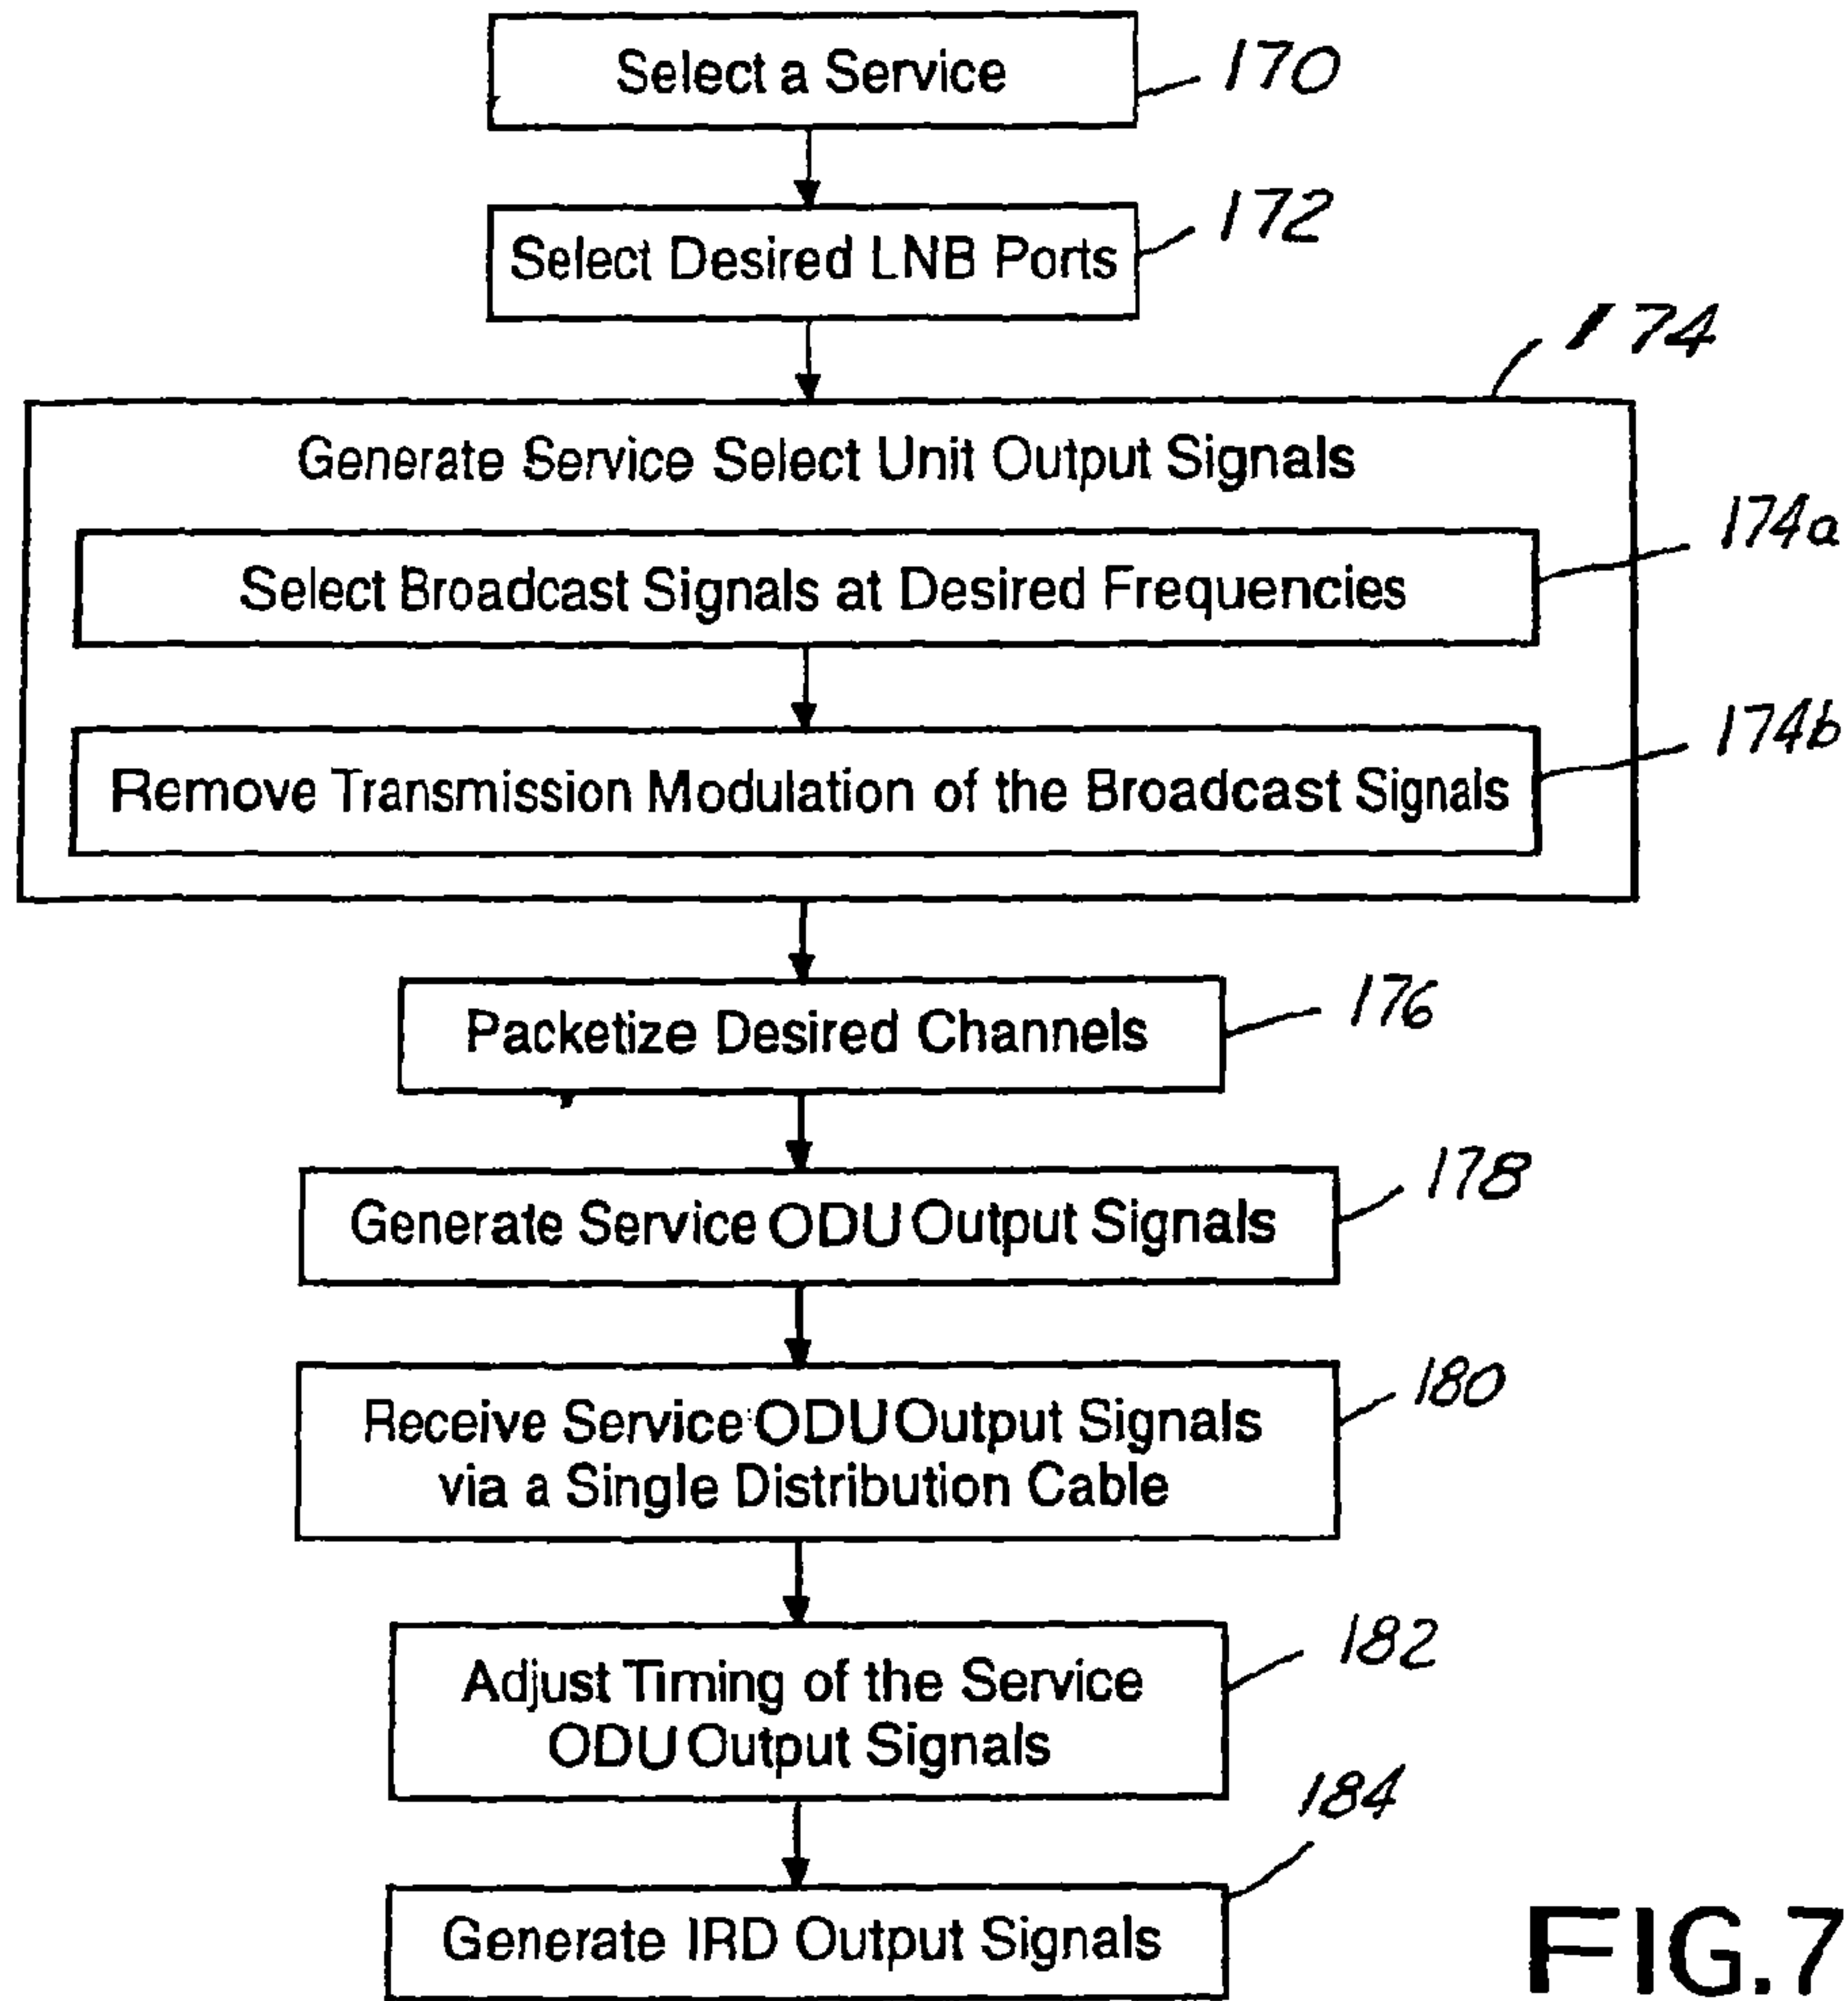 Select a Service
170
Select Desired LNB Ports
172
174
Generate Service Select Unit Output Signals
174a
Select Broadcast Signals at Desired Frequencies
174b
Remove Transmission Modulation of the Broadcast Signals
Packetize Desired Channels
176
Generate Service ODU Output Signals
178
Receive Service ODU Output Signals
via a Single Distribution Cable
180
Adjust Timing of the Service
ODU Output Signals
182
184
Generate IRD Output Signals
FIG.7